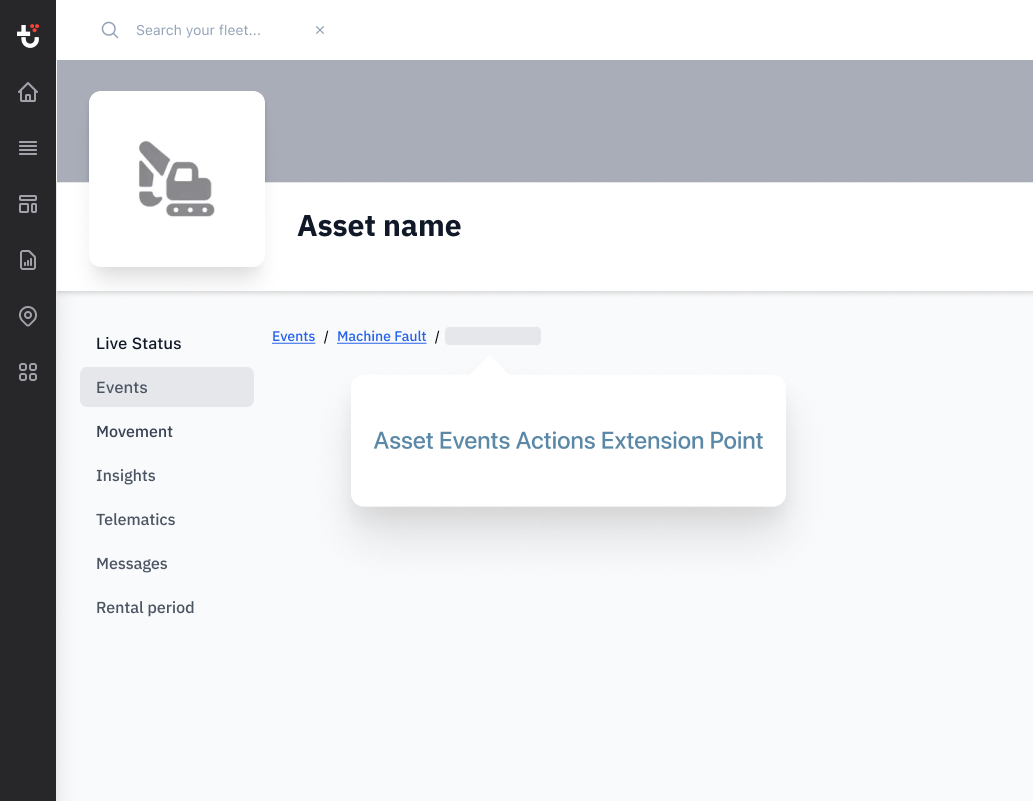 Search your fleet...
Asset name
Live Status
Events
Movement
Insights
Telematics
Messages
Rental period
Events / Machine Fault /
Asset Events Actions Extension Point